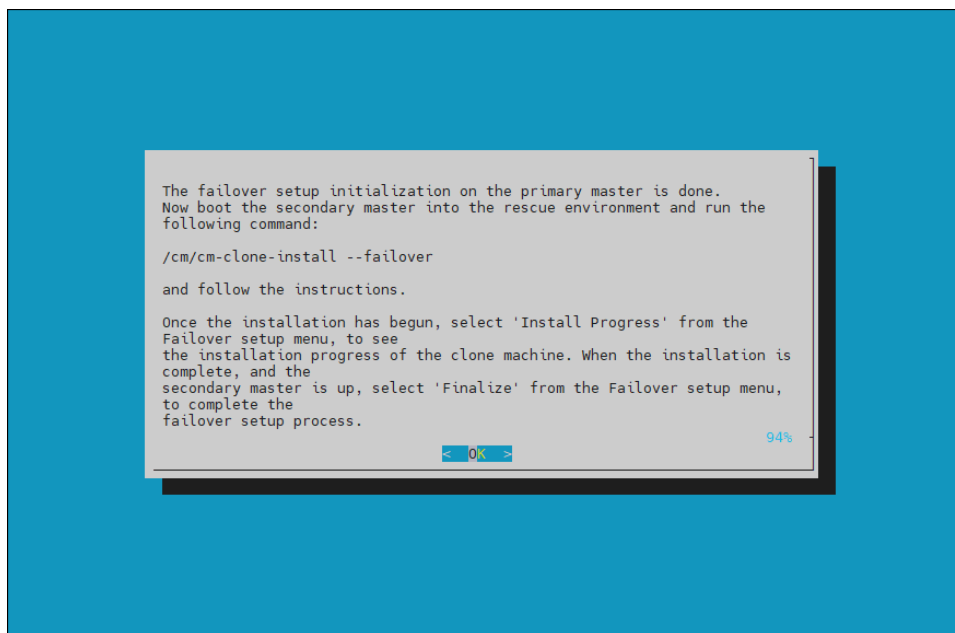 The failover setup initialization on the primary master is done.
Now boot the secondary master into the rescue environment and run the
following command:
/cm/cm-clone-install --failover
and follow the instructions.
Once the installation has begun, select 'Install Progress' from the
Failover setup menu, to see
the installation progress of the clone machine. When the installation is
complete, and the
secondary master is up, select 'Finalize' from the Failover setup menu,
to complete the
failover setup process.
94%
< OK >